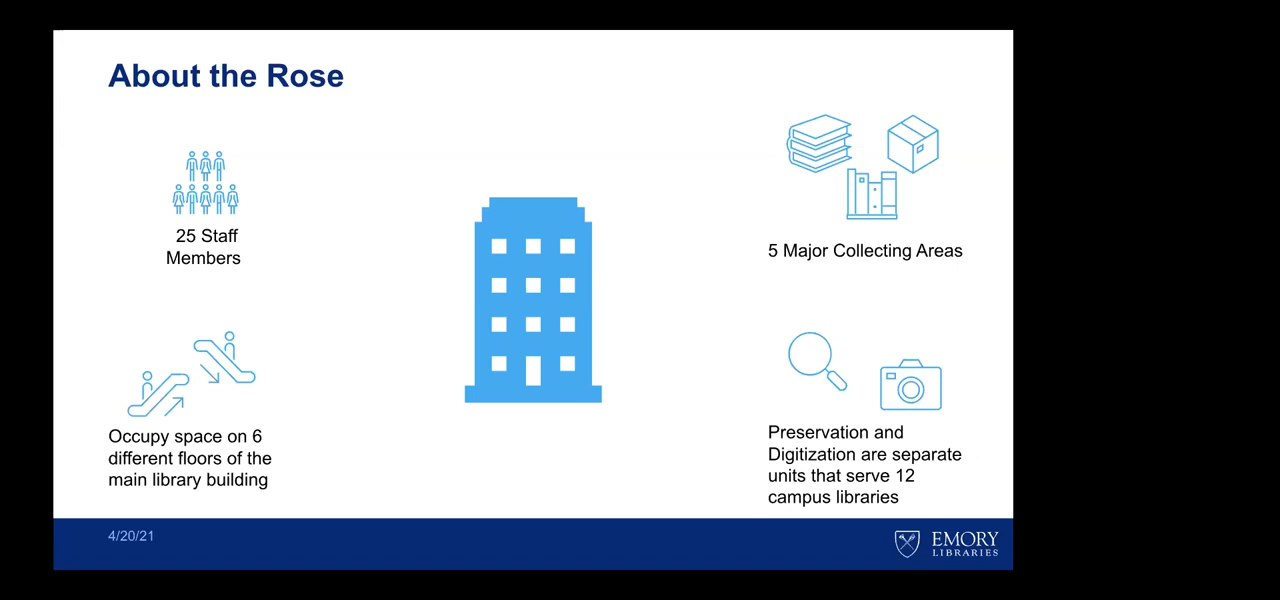 About the Rose
25 Staff
Members
5 Major Collecting Areas
Occupy space on 6
different floors of the
main library building
Preservation and
Digitization are separate
units that serve 12
campus libraries
4/20/21
EMORY
LIBRARIES